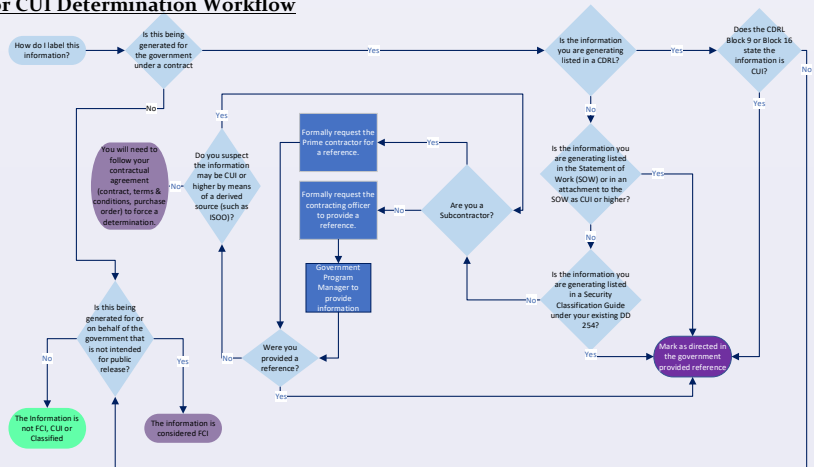 or CUI Determination Workflow
How do I label this
information?
Is this being
generated for
the government
under a contract
Yes
Is the information
you are generating
listed in a CDRL?
Yes
Does the CDRL
Block 9 or Block 16
state the
information is
CUI?
No
No
Yes
No
Yes
You will need to
follow your
contractual
agreement
(contract, terms &
conditions, purchase
order) to force a
determination.
No
Do you suspect
the information
may be CUI or
higher by means
of a derived
source (such as
ISOO)?
Formally request the
Prime contractor for
a reference.
Yes
Formally request the
contracting officer
to provide a
reference.
No
Are you a
Subcontractor?
Is the information you
are generating listed
in the Statement of
Work (SOW) or in an
attachment to the
SOW as CUI or higher?
Yes
No
Government
Program
Manager to
provide
information
Is the information you
are generating listed
in a Security
Classification Guide
under your existing DD
254?
No
Yes
Is this being
generated for or
on behalf of the
government that
is not intended
for public
release?
No
Yes
Were you
provided a
reference?
No
Yes
Mark as directed in
the government
provided reference
The Information is
not FCI, CUI or
Classified
The information is
considered FCI